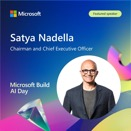 Microsoft
Featured speaker
Satya Nadella
Chairman and Chief Executive Officer
Microsoft Build
AI Day